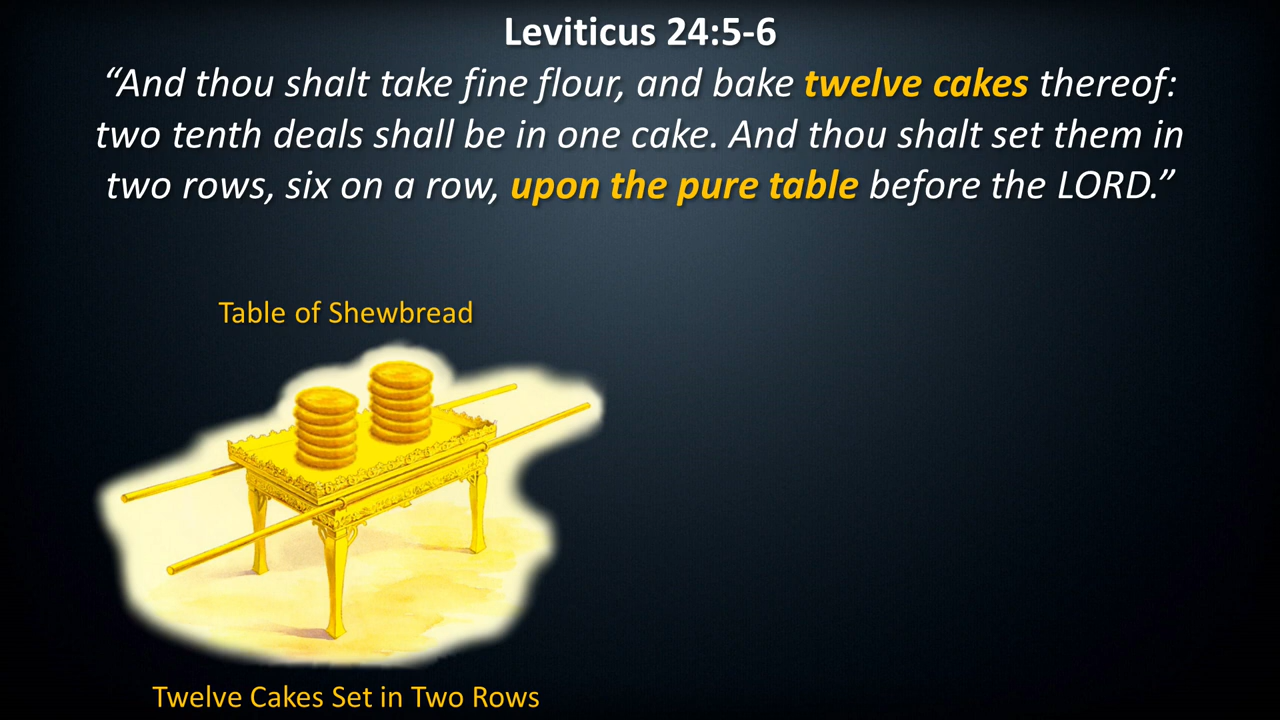 Leviticus 24:5-6
“And thou shalt take fine flour, and bake twelve cakes thereof:
two tenth deals shall be in one cake. And thou shalt set them in
two rows, six on a row, upon the pure table before the LORD.”
Table of Shewbread
Twelve Cakes Set in Two Rows